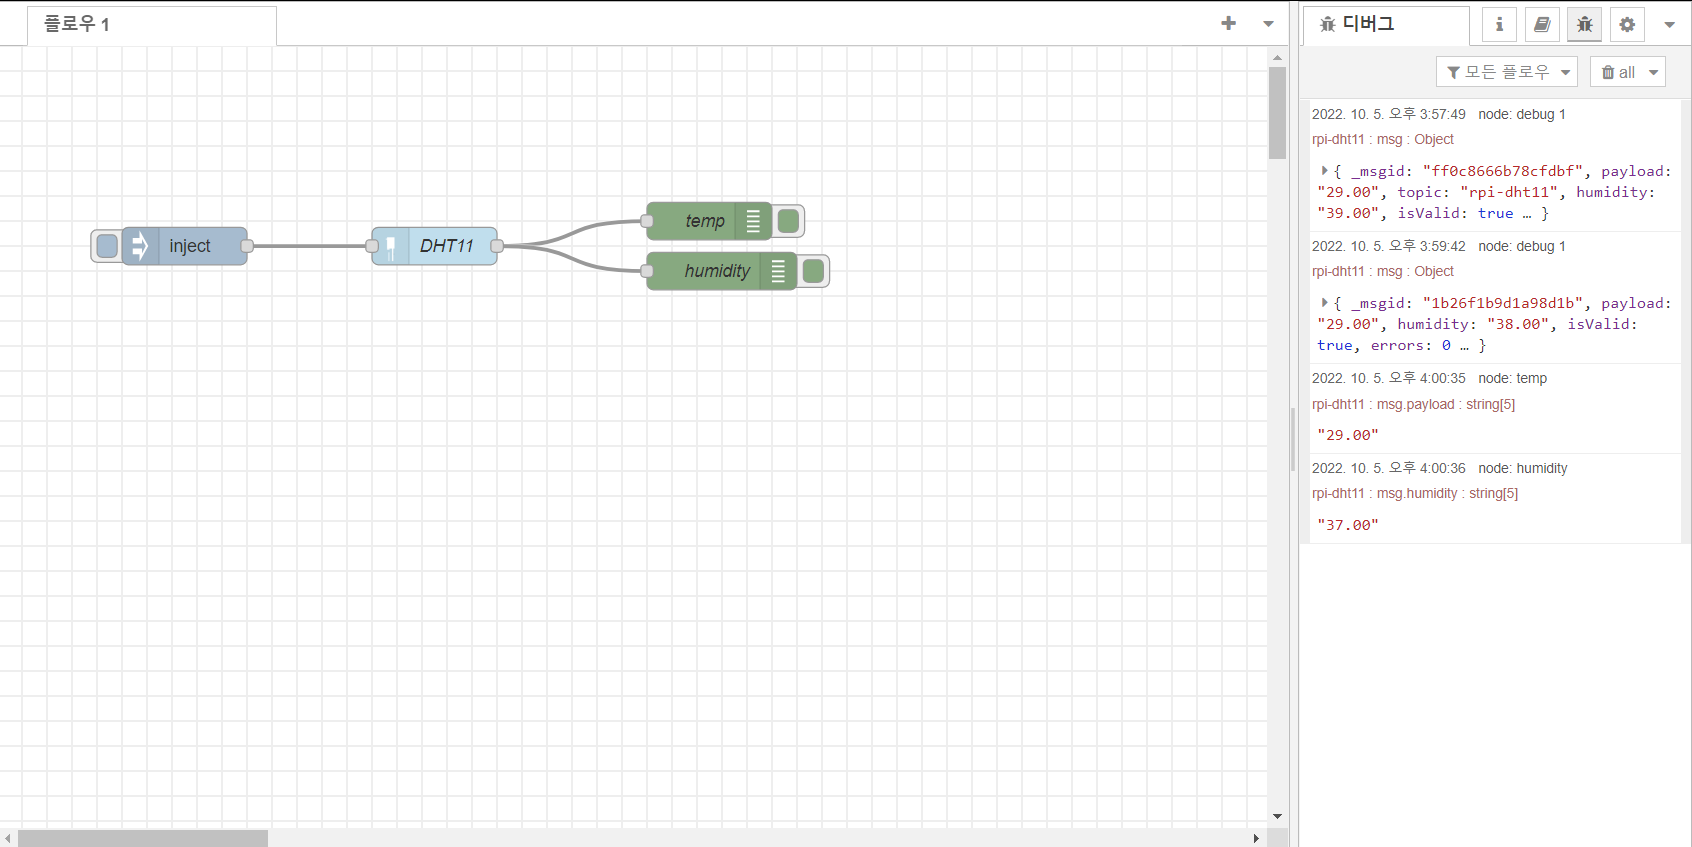 플로우 1
inject
DHT11
temp
humidity
디버그
모든 플로우
all
2022. 10. 5. 오후 3:57:49 node: debug 1
rpi-dht11 : msg : Object
{ _msgid: "ff0c8666b78cfdbf", payload:
"29.00", topic: "rpi-dht11", humidity:
"39.00", isValid: true … }
2022. 10. 5. 오후 3:59:42 node: debug 1
rpi-dht11 : msg : Object
{ _msgid: "1b26f1b9d1a98d1b", payload:
"29.00", humidity: "38.00", isValid:
true, errors: 0 … }
2022. 10. 5. 오후 4:00:35 node: temp
rpi-dht11 : msg.payload : string[5]
"29.00"
2022. 10. 5. 오후 4:00:36 node: humidity
rpi-dht11 : msg.humidity : string[5]
"37.00"